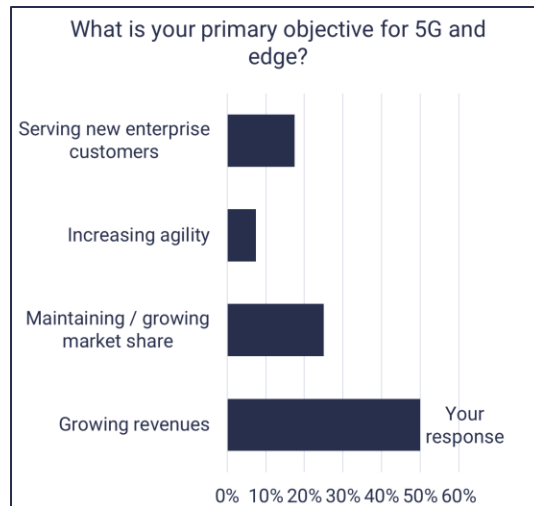 What is your primary objective for 5G and
edge?
Serving new enterprise
customers
Increasing agility
Maintaining / growing
market share
Growing revenues
Your
response
0% 10% 20% 30% 40% 50% 60%